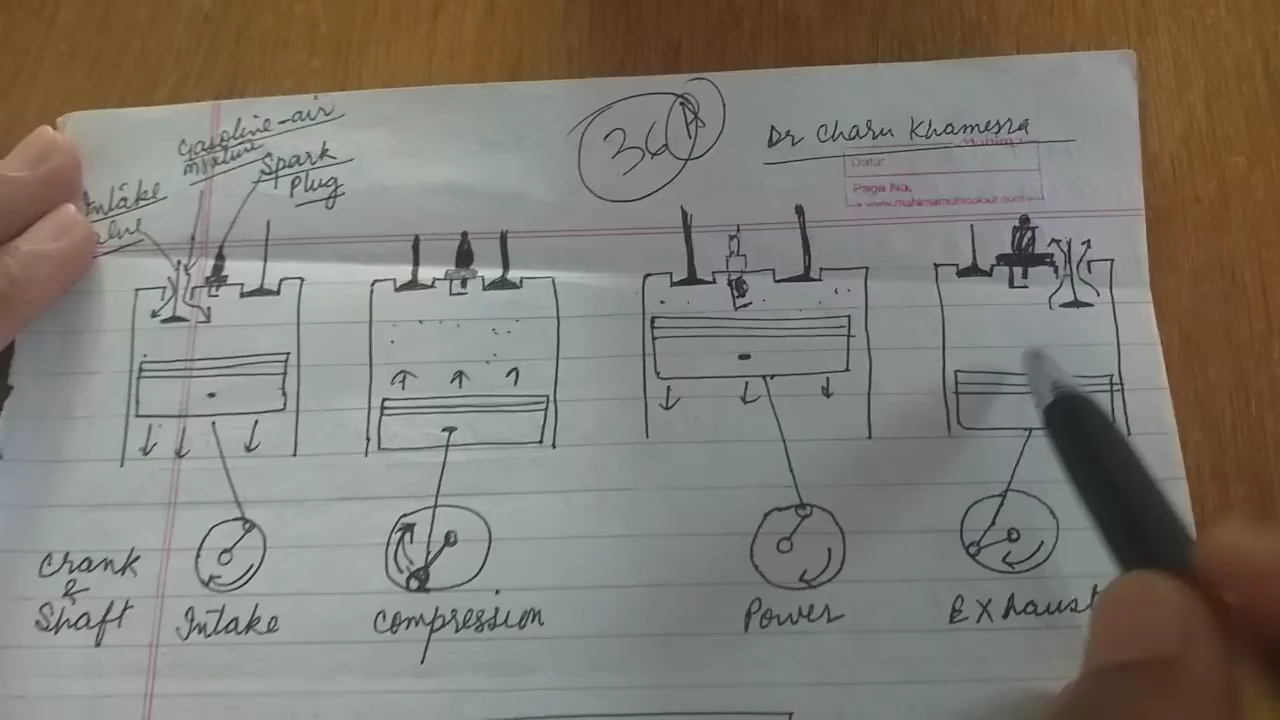 Gasoline-air
mixture
Spark
Plug
Intake
36 B
Dr Charu Khamesra
Date:
Page No.
Crank
&
Shaft
Intake
Compression
Power
Exhaust